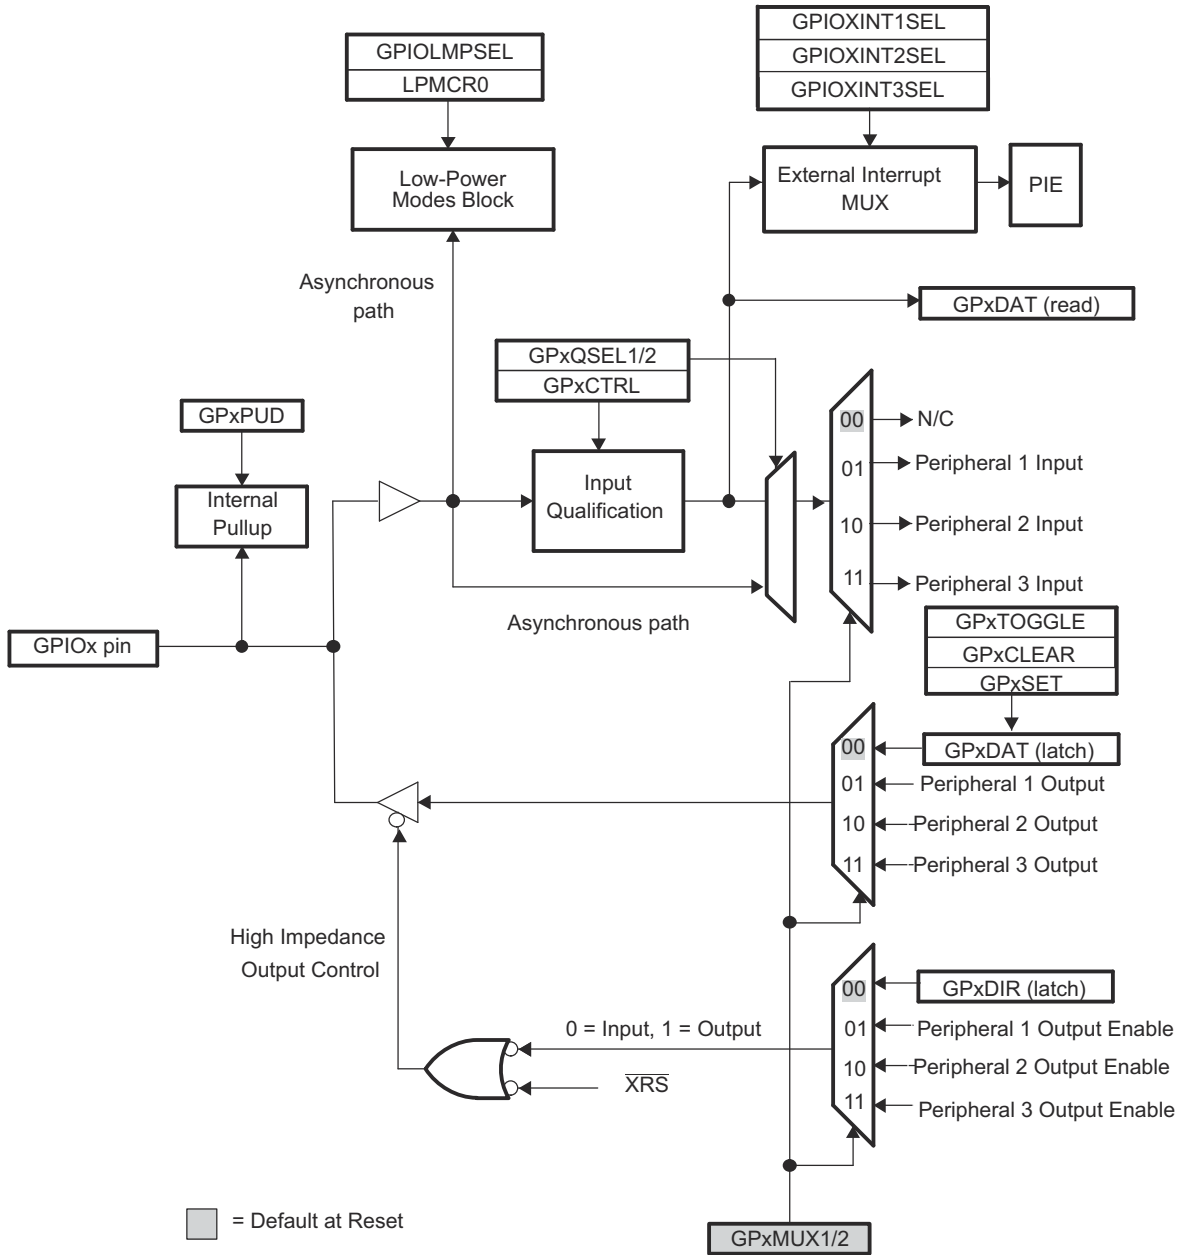 GPIOXINT1SEL
GPIOXINT2SEL
GPIOXINT3SEL
GPIOLMPSEL
LPMCR0
External Interrupt
MUX
PIE
Low-Power
Modes Block
Asynchronous
path
GPxDAT (read)
GPxQSEL1/2
GPxCTRL
GPxPUD
Internal
Pullup
Input
Qualification
00
N/C
01
Peripheral 1 Input
10
Peripheral 2 Input
11
Peripheral 3 Input
Asynchronous path
GPIOx pin
GPxTOGGLE
GPxCLEAR
GPxSET
00
GPxDAT (latch)
01
Peripheral 1 Output
10
Peripheral 2 Output
11
Peripheral 3 Output
High Impedance
Output Control
00
GPxDIR (latch)
0 = Input, 1 = Output
01
Peripheral 1 Output Enable
10
Peripheral 2 Output Enable
11
Peripheral 3 Output Enable
XRS
= Default at Reset
GPxMUX1/2